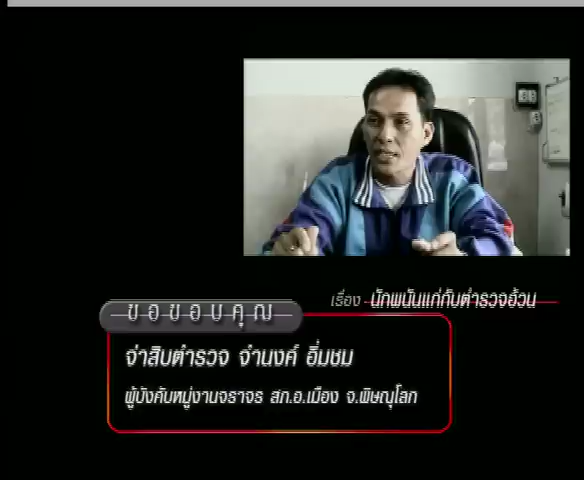 เรื่อง นักพนันแก่กับตำรวจอ้วน
ขอขอบคุณ
จ่าสิบตำรวจ จำนงค์ อิ่มชม
ผู้บังคับหมู่งานจราจร สภ.อ.เมือง จ.พิษณุโลก